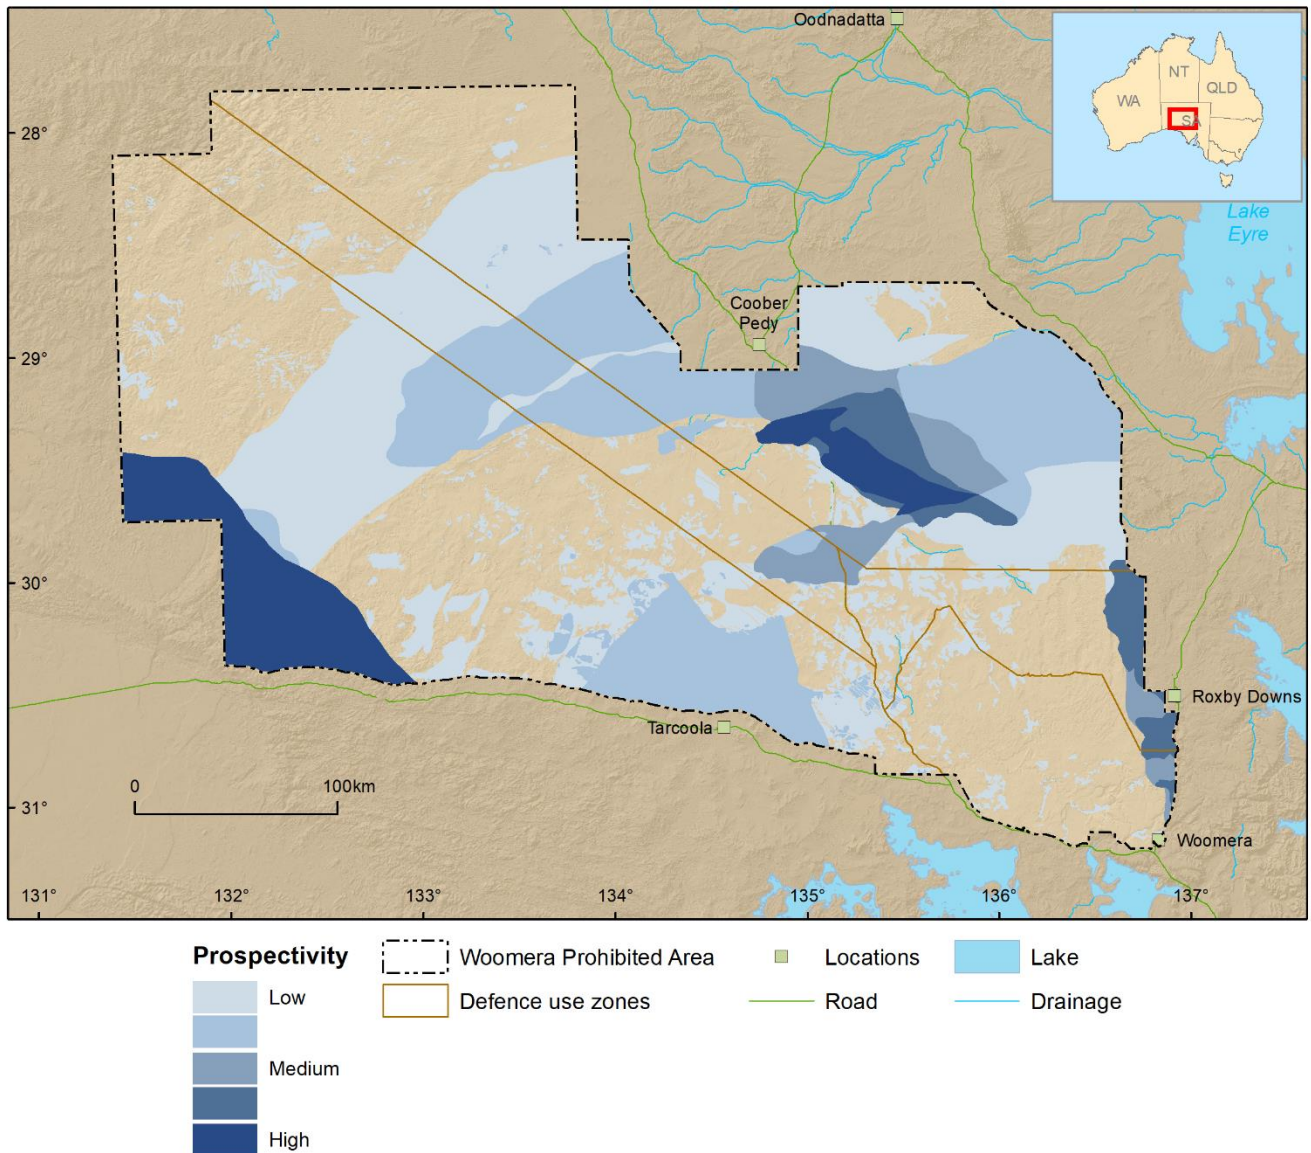 Oodnadatta
NT
WA
QLD
SA
28°
Lake
Eyre
Coober
Pedy
29°
30°
Roxby Downs
Tarcoola
0 100km
31°
Woomera
131° 132° 133° 134° 135° 136° 137°
Prospectivity
Woomera Prohibited Area
Locations
Lake
Low
Defence use zones
Road
Drainage
Medium
High